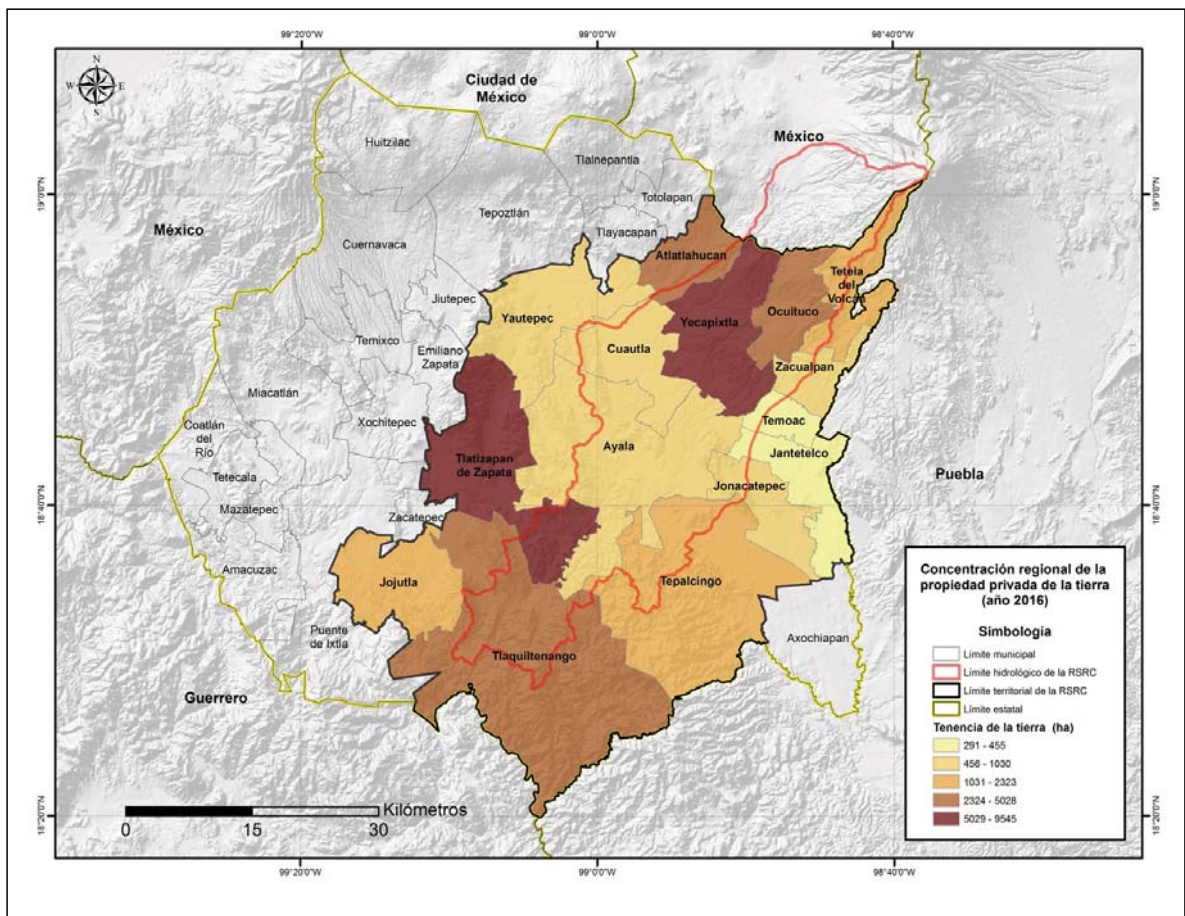 99°20'0"W
99°0'0"W
98°40'0"W
N
W
E
S
Ciudad de
México
México
Huitzilac
Tlalnepantla
Totolapan
19°0'0"N
19°0'0"N
Tepoztlán
Tlayacapan
México
Cuernavaca
Atlatlahucan
Tetela
del
Volcán
Jiutepec
Ocuituco
Yautepec
Yecapixtla
Temixco
Cuautla
Emiliano
Zapata
Zacualpan
Miacatlán
Xochitepec
Temoac
Coatlán
del
Río
Ayala
Jantetelco
Tlatizapan
de Zapata
Puebla
Tetecala
Jonacatepec
18°40'0"N
18°40'0"N
Mazatepec
Zacatepec
Amacuzac
Jojutla
Tepalcingo
Puente
de Ixtla
Axochiapan
Tlaquiltenango
Guerrero
Concentración regional de la
propiedad privada de la tierra
(año 2016)
Simbología
Límite municipal
Límite hidrológico de la RSRC
Límite territorial de la RSRC
Límite estatal
Tenencia de la tierra (ha)
291 - 455
456 - 1030
1031 - 2323
2324 - 5028
5029 - 9545
Kilómetros
0
15
30
18°20'0"N
18°20'0"N
99°20'0"W
99°0'0"W
98°40'0"W